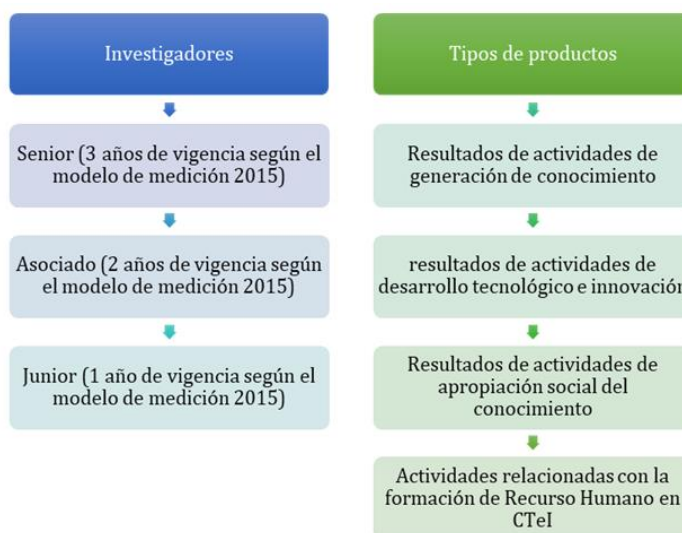 Investigadores
Senior (3 años de vigencia según el
modelo de medición 2015)
Asociado (2 años de vigencia según
el modelo de medición 2015)
Junior (1 año de vigencia según el
modelo de medición 2015)
Tipos de productos
Resultados de actividades de
generación de conocimiento
resultados de actividades de
desarrollo tecnológico e innovación
Resultados de actividades de
apropiación social del
conocimiento
Actividades relacionadas con la
formación de Recurso Humano en
CTeI